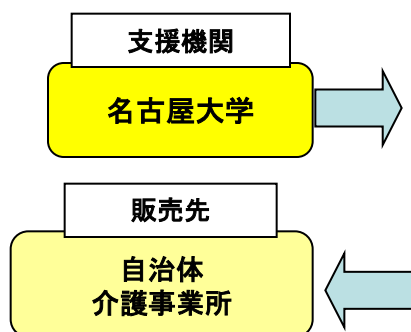 支援機関
名古屋大学
販売先
自治体
介護事業所